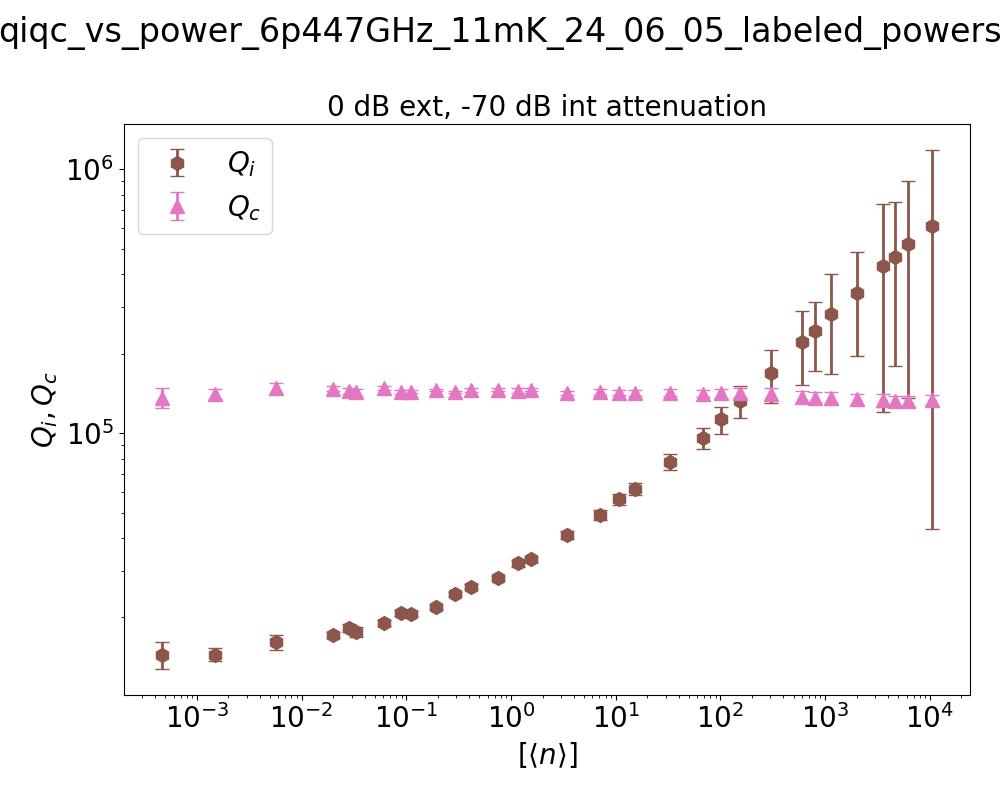 qiqc_vs_power_6p447GHz_11mK_24_06_05_labeled_powers
0 dB ext, -70 dB int attenuation
Q_i
Q_c
10^6
10^5
Q_i, Q_c
10^{-3} 10^{-2} 10^{-1} 10^0 10^1 10^2 10^3 10^4
[⟨n⟩]